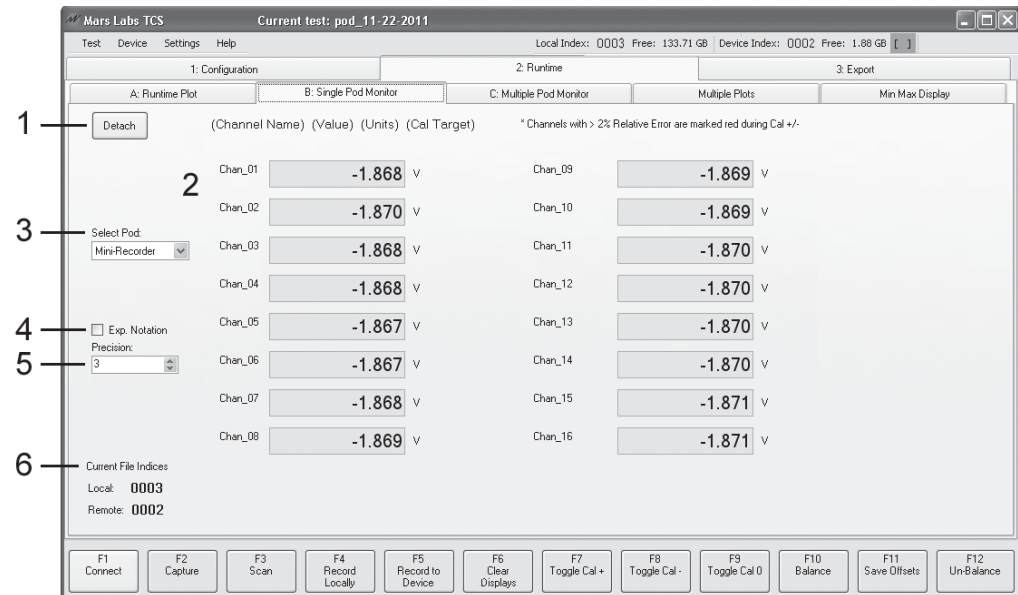 Mars Labs TCS Current test: pod_11-22-2011
Test Device Settings Help Local Index: 0003 Free: 133.71 GB Device Index: 0002 Free: 1.88 GB [ ]
1: Configuration 2: Runtime 3: Export
A: Runtime Plot B: Single Pod Monitor C: Multiple Pod Monitor Multiple Plots Min Max Display
1 Detach (Channel Name) (Value) (Units) (Cal Target) * Channels with > 2% Relative Error are marked red during Cal +/-
2
Chan_01 -1.868 V Chan_09 -1.869 V
Chan_02 -1.870 V Chan_10 -1.869 V
3 Select Pod:
Mini-Recorder Chan_03 -1.868 V Chan_11 -1.870 V
Chan_04 -1.868 V Chan_12 -1.870 V
4 Exp. Notation Chan_05 -1.867 V Chan_13 -1.870 V
Precision:
5 3 Chan_06 -1.867 V Chan_14 -1.870 V
Chan_07 -1.868 V Chan_15 -1.871 V
Chan_08 -1.869 V Chan_16 -1.871 V
6 Current File Indices
Local: 0003
Remote: 0002
F1 Connect
F2 Capture
F3 Scan
F4 Record Locally
F5 Record to Device
F6 Clear Displays
F7 Toggle Cal +
F8 Toggle Cal -
F9 Toggle Cal 0
F10 Balance
F11 Save Offsets
F12 Un-Balance